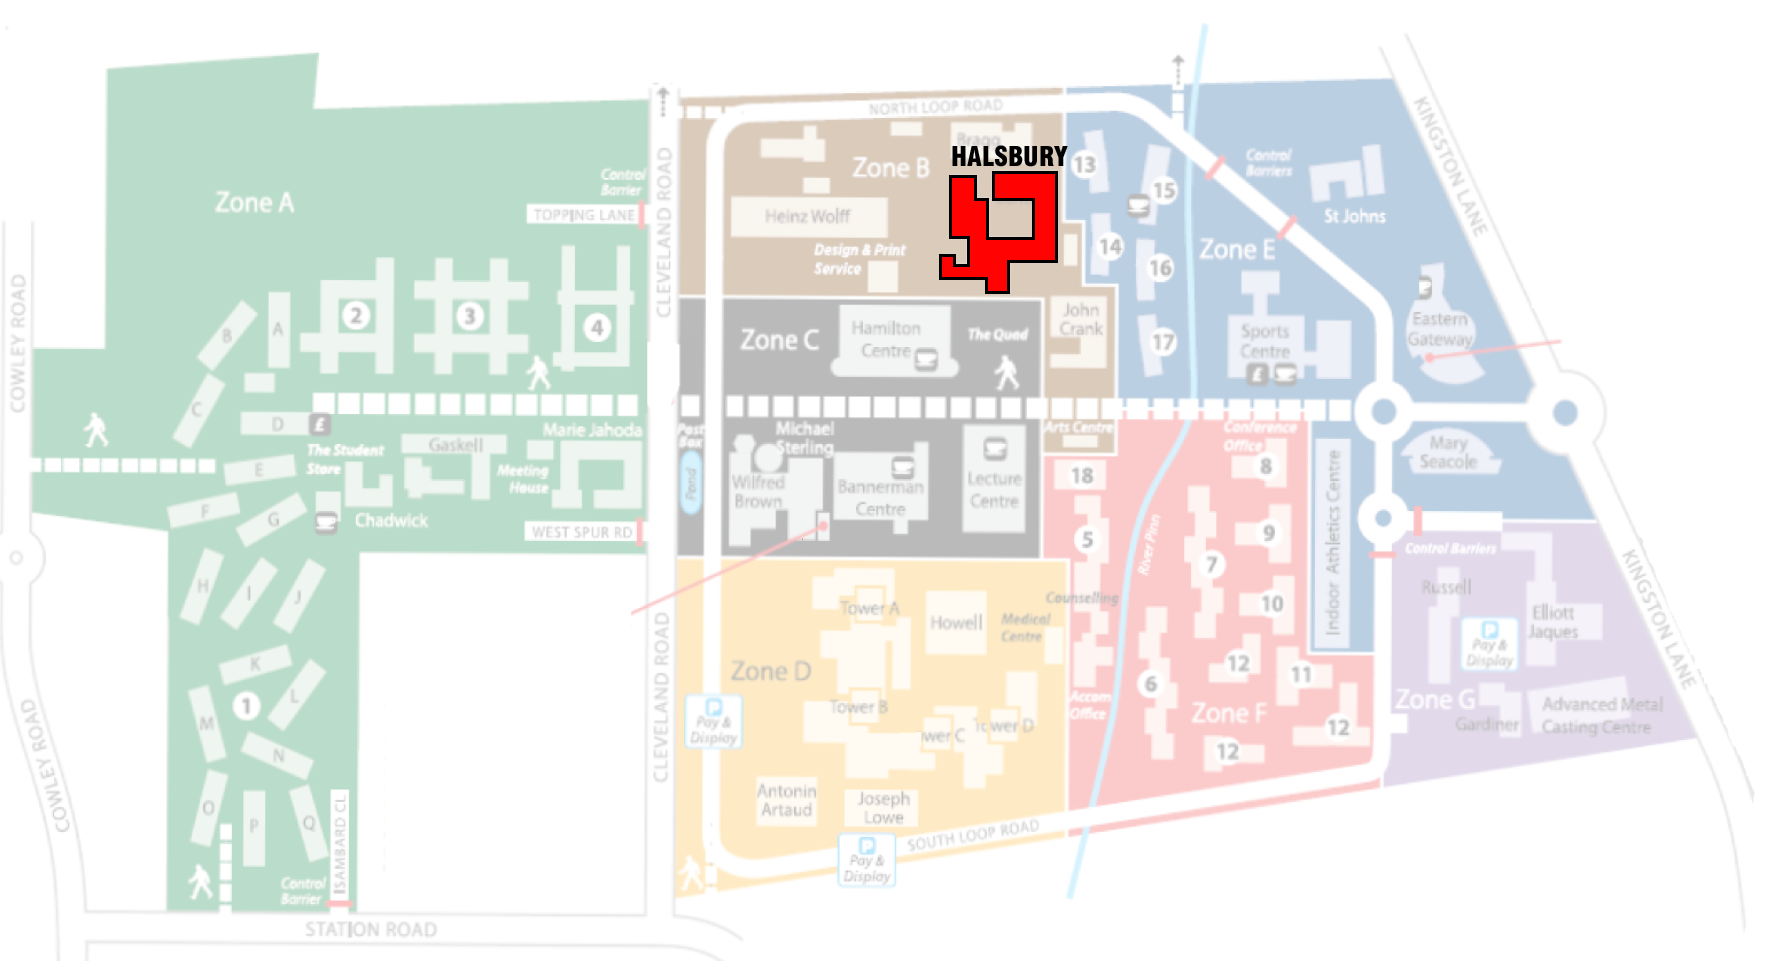 NORTH LOOP ROAD
Bragg
HALSBURY
Zone B
Heinz Wolff
Design & Print
Service
Control
Barrier
TOPPING LANE
Zone A
CLEVELAND ROAD
KINGSTON LANE
Control
Barriers
St Johns
Zone E
13
15
14
16
17
Eastern
Gateway
Sports
Centre
£
John
Crank
Zone C
Hamilton
Centre
The Quad
COWLEY ROAD
2
3
4
B
A
C
D
£
The Student
Store
Marie Jahoda
Gaskell
Meeting
House
E
F
G
Chadwick
WEST SPUR RD
Post
Box
Pond
Michael
Sterling
Wilfred
Brown
Bannerman
Centre
Lecture
Centre
Arts Centre
Conference
Office
Mary
Seacole
18
8
5
9
7
10
River Pinn
Indoor Athletics Centre
Control Barriers
KINGSTON LANE
H
I
J
K
L
1
M
N
O
P
Q
ISAMBARD CL
Control
Barrier
COWLEY ROAD
STATION ROAD
CLEVELAND ROAD
Tower A
Howell
Medical
Centre
Counselling
Zone D
Tower B
ower C
Tower D
Pay &
Display
Antonin
Artaud
Joseph
Lowe
Pay &
Display
SOUTH LOOP ROAD
Accom
Office
6
12
11
Zone F
12
12
Russell
Elliott
Jaques
Pay &
Display
Zone G
Gardiner
Advanced Metal
Casting Centre